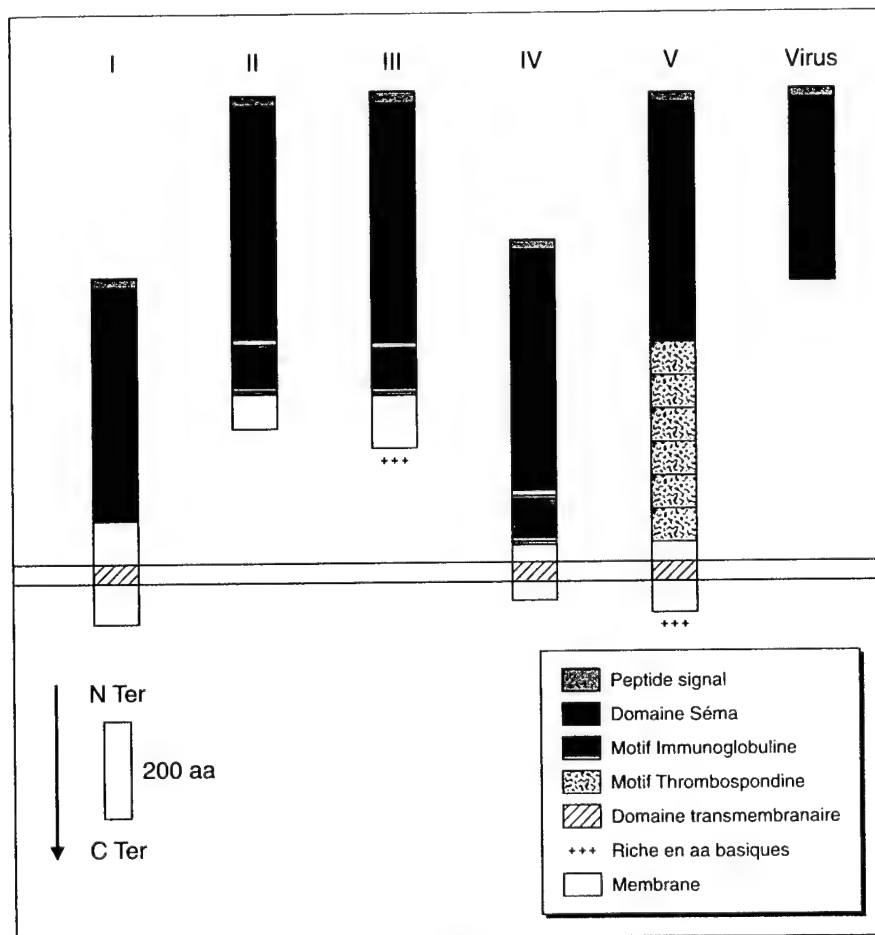 I II III IV V Virus
+++
+++
N Ter
200 aa
C Ter
Peptide signal
Domaine Séma
Motif Immunoglobuline
Motif Thrombospondine
Domaine transmembranaire
+++ Riche en aa basiques
Membrane